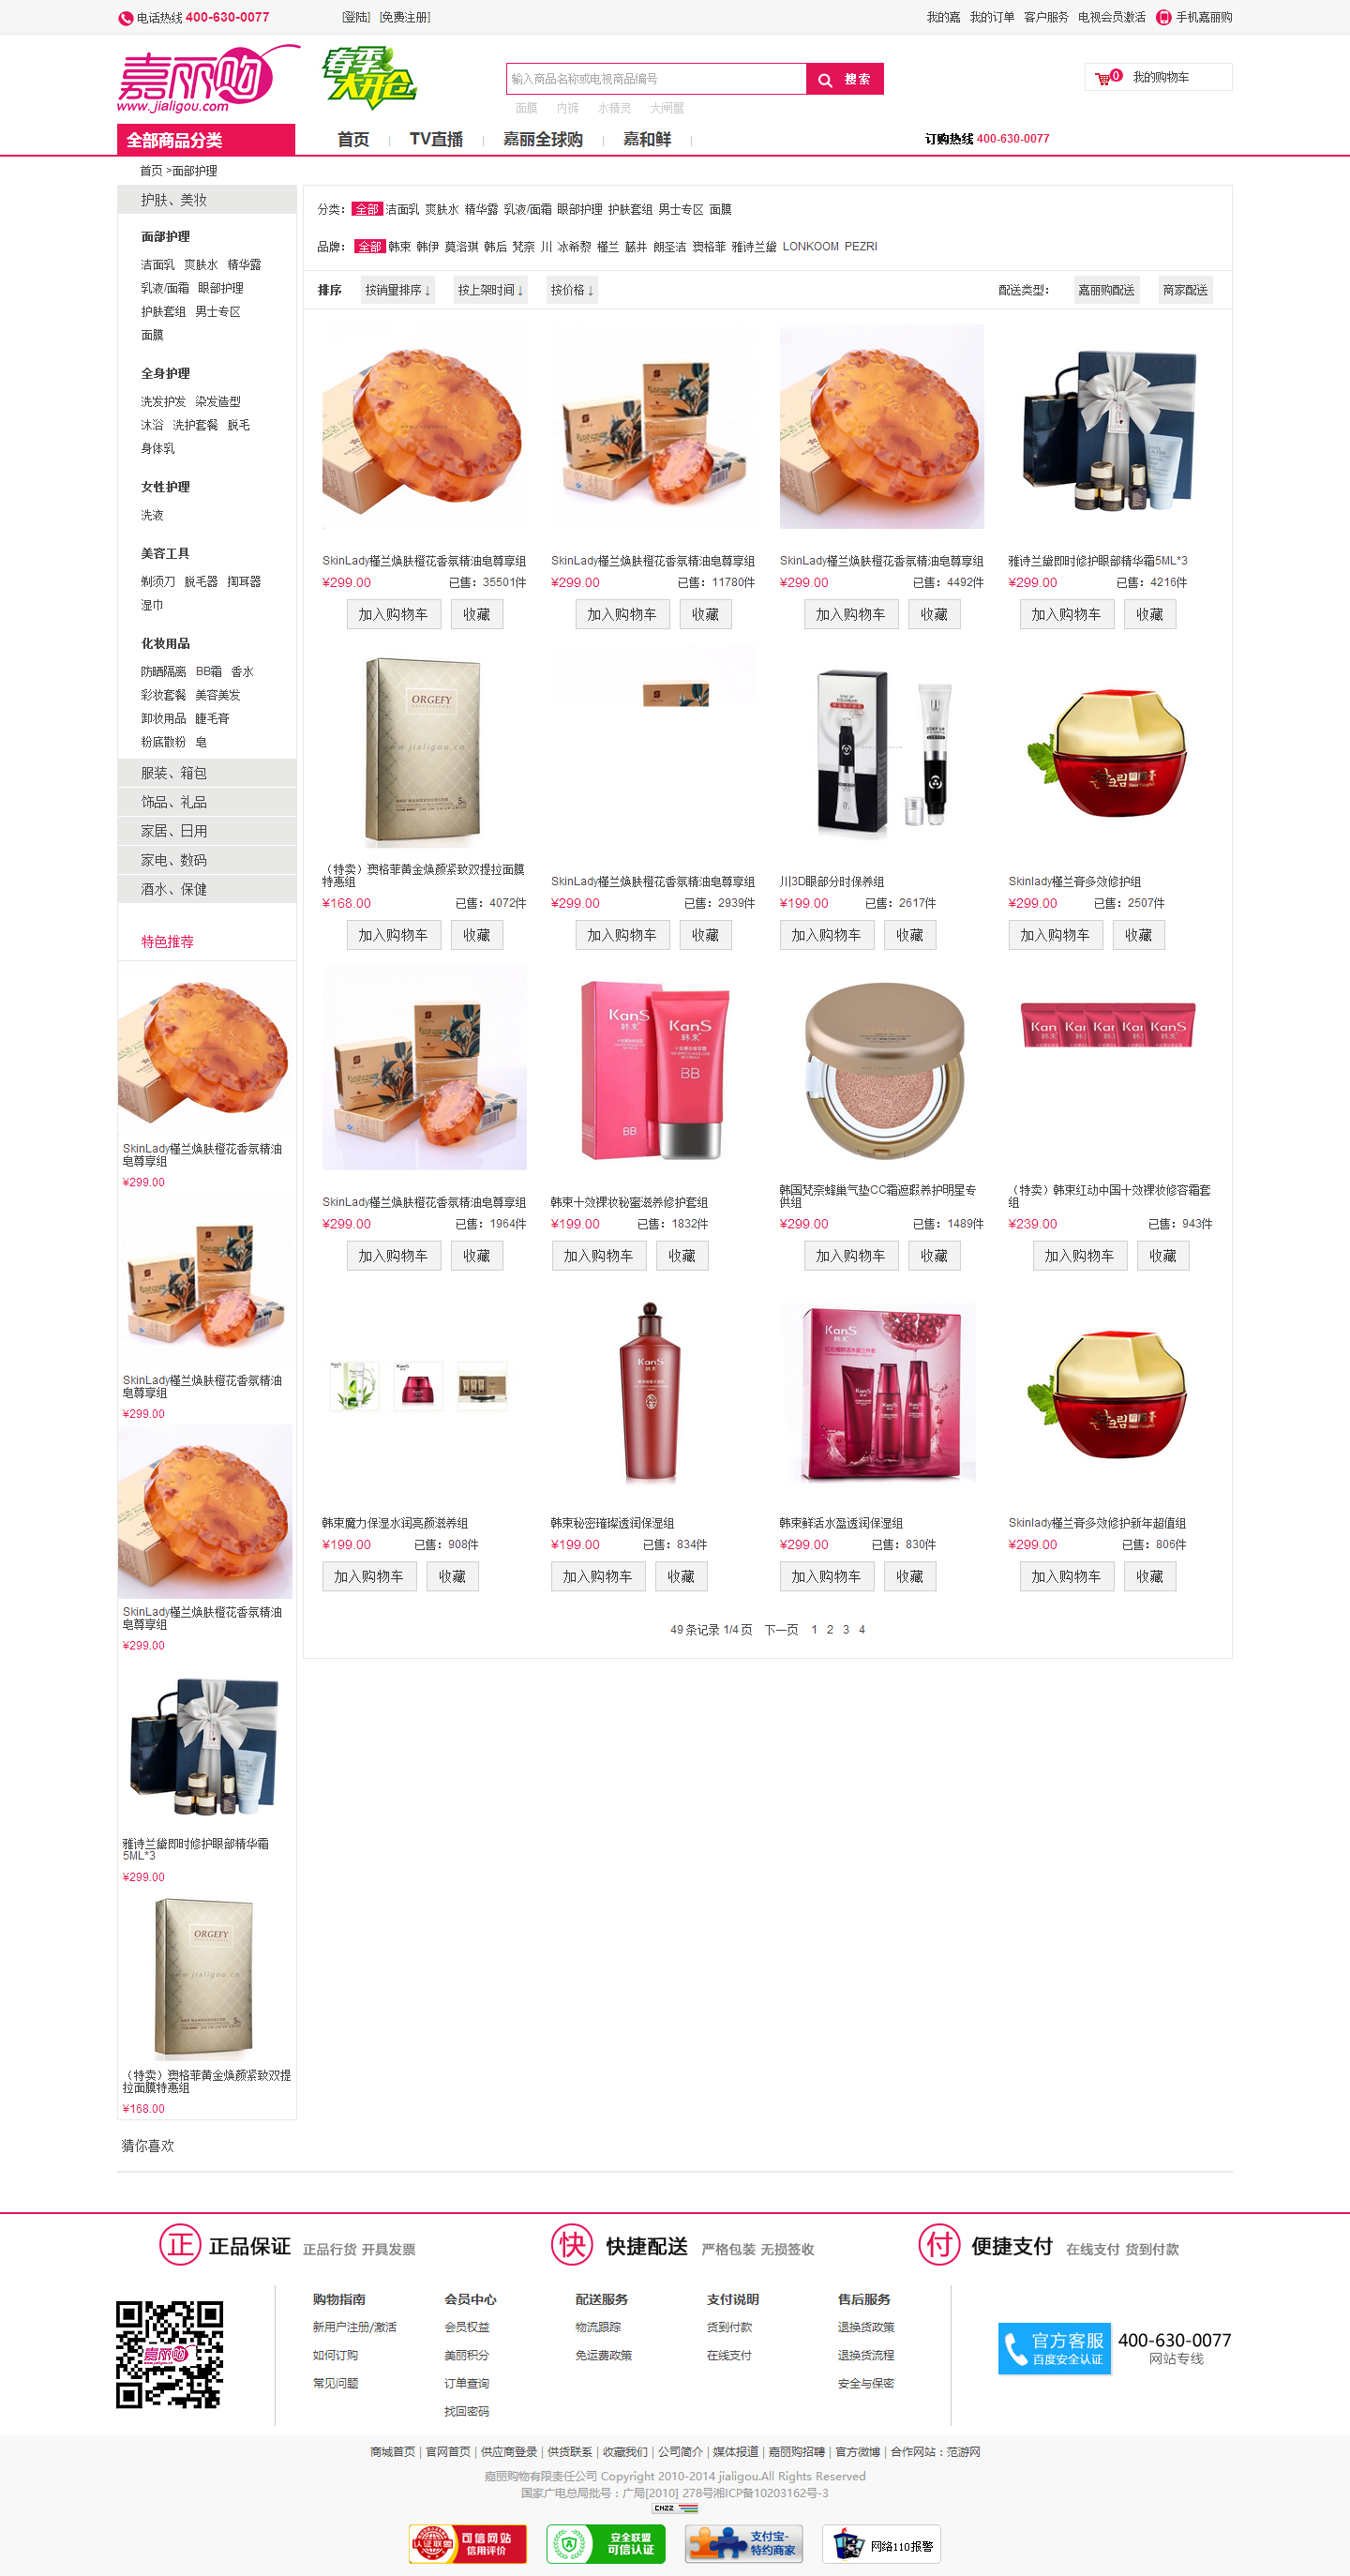 电话热线 400-630-0077 [登陆] [免费注册] 我的嘉 我的订单 客户服务 电视会员激活 手机嘉丽购
嘉丽购
www.jialigou.com
春季大开仓
输入商品名称或电视商品编号 搜索
面膜 内裤 水精灵 大闸蟹
0 我的购物车
全部商品分类 首页 TV直播 嘉丽全球购 嘉和鲜 订购热线 400-630-0077
首页 >面部护理
护肤、美妆
面部护理
洁面乳 爽肤水 精华露
乳液/面霜 眼部护理
护肤套组 男士专区
面膜
全身护理
洗发护发 染发造型
沐浴 洗护套餐 脱毛
身体乳
女性护理
洗液
美容工具
剃须刀 脱毛器 掏耳器
湿巾
化妆用品
防晒隔离 BB霜 香水
彩妆套餐 美容美发
卸妆用品 睫毛膏
粉底散粉 皂
服装、箱包
饰品、礼品
家居、日用
家电、数码
酒水、保健
特色推荐
SkinLady槿兰焕肤橙花香氛精油
皂尊享组
¥299.00
SkinLady槿兰焕肤橙花香氛精油
皂尊享组
¥299.00
SkinLady槿兰焕肤橙花香氛精油
皂尊享组
¥299.00
雅诗兰黛即时修护眼部精华霜
5ML*3
¥299.00
ORGEFY
www.jialigou.cn
（特卖）澳格菲黄金焕颜紧致双提
拉面膜特惠组
¥168.00
分类： 全部 洁面乳 爽肤水 精华露 乳液/面霜 眼部护理 护肤套组 男士专区 面膜
品牌： 全部 韩束 韩伊 莫洛琪 韩后 梵奈 川 冰希黎 槿兰 藤井 朗圣洁 澳格菲 雅诗兰黛 LONKOOM PEZRI
排序 按销量排序↓ 按上架时间↓ 按价格↓ 配送类型： 嘉丽购配送 商家配送
SkinLady槿兰焕肤橙花香氛精油皂尊享组
¥299.00 已售：35501件
加入购物车 收藏
SkinLady槿兰焕肤橙花香氛精油皂尊享组
¥299.00 已售：11780件
加入购物车 收藏
SkinLady槿兰焕肤橙花香氛精油皂尊享组
¥299.00 已售：4492件
加入购物车 收藏
雅诗兰黛即时修护眼部精华霜5ML*3
¥299.00 已售：4216件
加入购物车 收藏
ORGEFY
www.jialigou.cn
（特卖）澳格菲黄金焕颜紧致双提拉面膜
特惠组
¥168.00 已售：4072件
加入购物车 收藏
SkinLady槿兰焕肤橙花香氛精油皂尊享组
¥299.00 已售：2939件
加入购物车 收藏
川3D眼部分时保养组
¥199.00 已售：2617件
加入购物车 收藏
Skinlady槿兰膏多效修护组
¥299.00 已售：2507件
加入购物车 收藏
SkinLady槿兰焕肤橙花香氛精油皂尊享组
¥299.00 已售：1964件
加入购物车 收藏
KanS
韩束
BB
KanS
韩束
BB
韩束十效裸妆秘蜜滋养修护套组
¥199.00 已售：1832件
加入购物车 收藏
韩国梵奈蜂巢气垫CC霜遮瑕养护明星专
供组
¥299.00 已售：1489件
加入购物车 收藏
KanS
（特卖）韩束红动中国十效裸妆修容霜套
组
¥239.00 已售：943件
加入购物车 收藏
韩束魔力保湿水润亮颜滋养组
¥199.00 已售：908件
加入购物车 收藏
KanS
韩束秘密璀璨透润保湿组
¥199.00 已售：834件
加入购物车 收藏
KanS
韩束
韩束鲜活水盈透润保湿组
¥299.00 已售：830件
加入购物车 收藏
Skinlady槿兰膏多效修护新年超值组
¥299.00 已售：806件
加入购物车 收藏
49 条记录 1/4 页 下一页 1 2 3 4
猜你喜欢
正 正品保证 正品行货 开具发票
快 快捷配送 严格包装 无损签收
付 便捷支付 在线支付 货到付款
嘉丽购
购物指南
新用户注册/激活
如何订购
常见问题
会员中心
会员权益
美丽积分
订单查询
找回密码
配送服务
物流跟踪
免运费政策
支付说明
货到付款
在线支付
售后服务
退换货政策
退换货流程
安全与保密
官方客服
百度安全认证
400-630-0077
网站专线
商城首页 | 官网首页 | 供应商登录 | 供货联系 | 收藏我们 | 公司简介 | 媒体报道 | 嘉丽购招聘 | 官方微博 | 合作网站：范游网
嘉丽购物有限责任公司 Copyright 2010-2014 jialigou.All Rights Reserved
国家广电总局批号：广局[2010] 278号湘ICP备10203162号-3
CNZZ
认证联盟 可信网站
信用评价
安全联盟
可信认证
支付宝-
特约商家
网络110报警